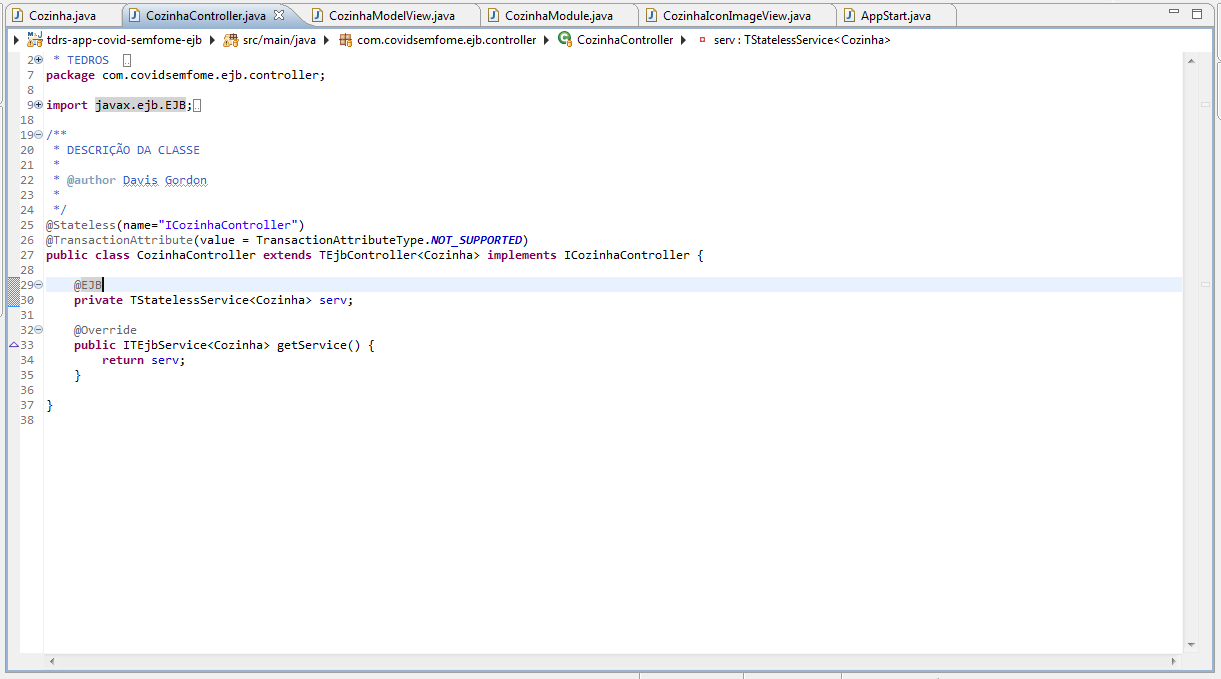 Cozinha.java CozinhaController.java CozinhaModelView.java CozinhaModule.java CozinhaIconImageView.java AppStart.java
tdrs-app-covid-semfome-ejb src/main/java com.covidsemfome.ejb.controller CozinhaController serv : TStatelessService<Cozinha>
2 * TEDROS
7 package com.covidsemfome.ejb.controller;
8
9 import javax.ejb.EJB;
18
19 /**
20 * DESCRIÇÃO DA CLASSE
21 *
22 * @author Davis Gordon
23 *
24 */
25 @Stateless(name="ICozinhaController")
26 @TransactionAttribute(value = TransactionAttributeType.NOT_SUPPORTED)
27 public class CozinhaController extends TEjbController<Cozinha> implements ICozinhaController {
28
29 @EJB
30 private TStatelessService<Cozinha> serv;
31
32 @Override
33 public ITEjbService<Cozinha> getService() {
34 return serv;
35 }
36
37 }
38